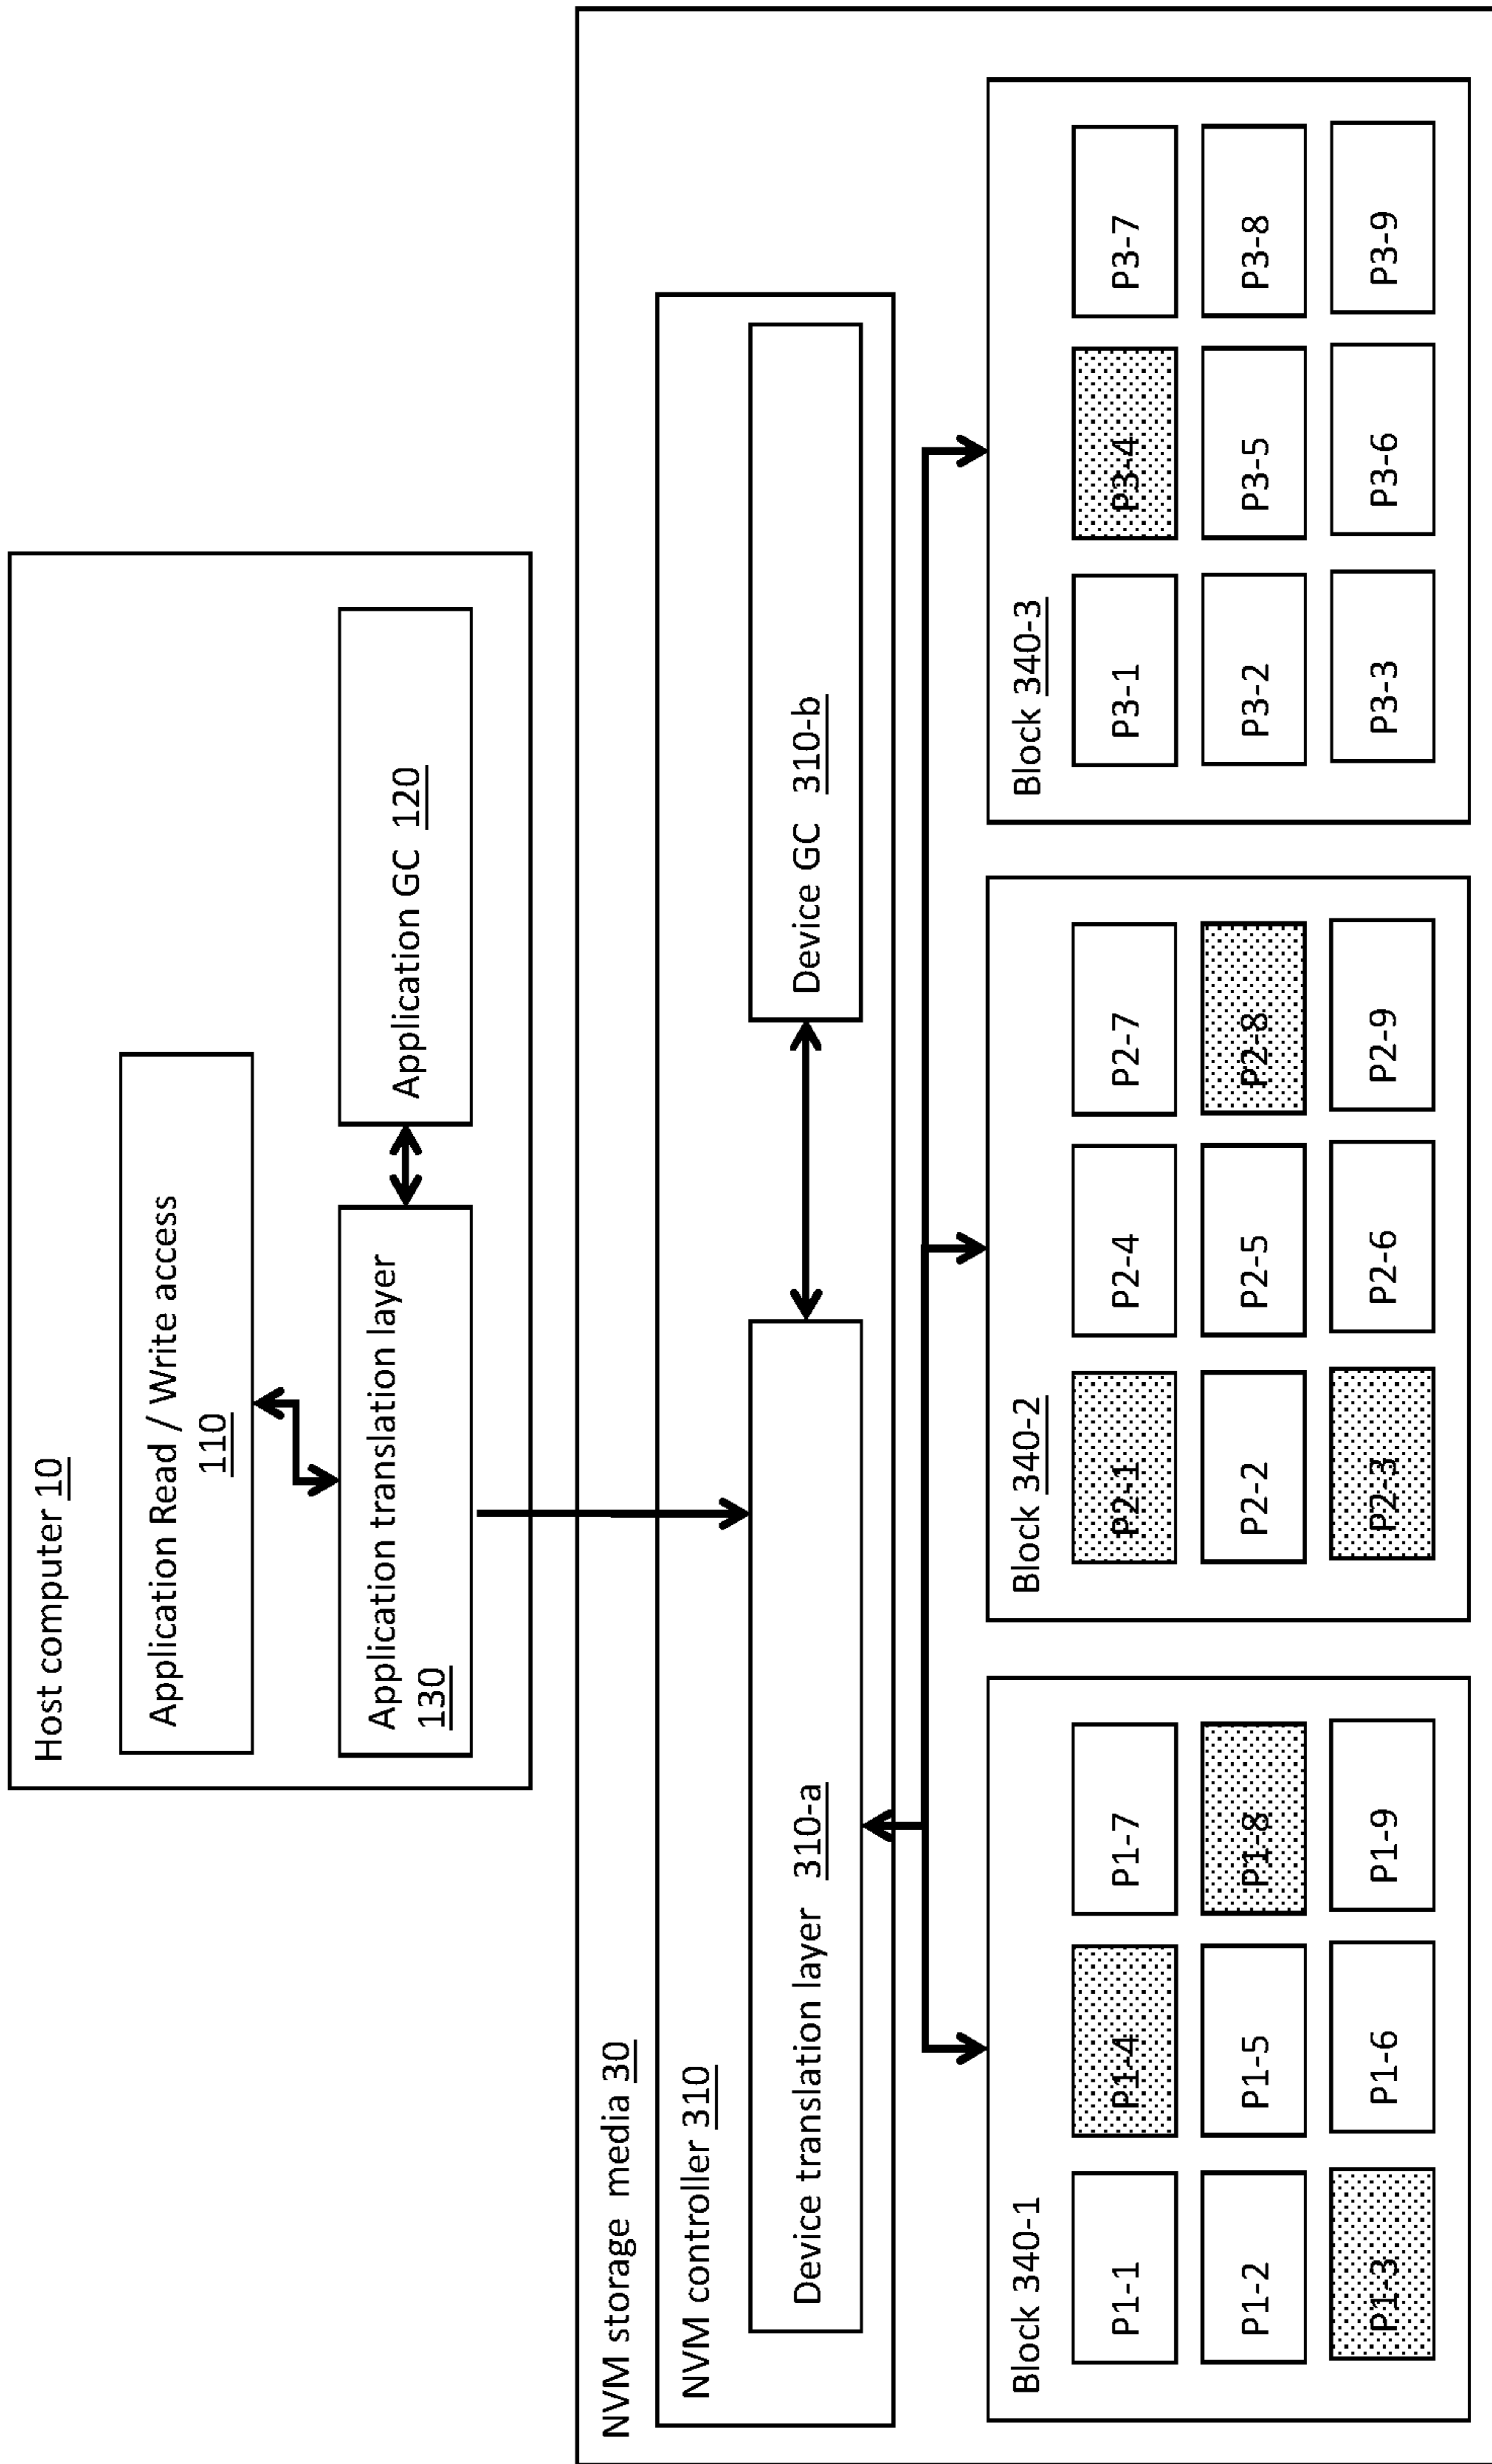 Host computer 10
Application Read / Write access
110
Application translation layer
130
Application GC 120
NVM storage media 30
NVM controller 310
Device translation layer 310-a
Device GC 310-b
Block 340-1
P1-1
P1-4
P1-7
P1-2
P1-5
P1-8
P1-3
P1-6
P1-9
Block 340-2
P2-1
P2-4
P2-7
P2-2
P2-5
P2-8
P2-3
P2-6
P2-9
Block 340-3
P3-1
P3-4
P3-7
P3-2
P3-5
P3-8
P3-3
P3-6
P3-9